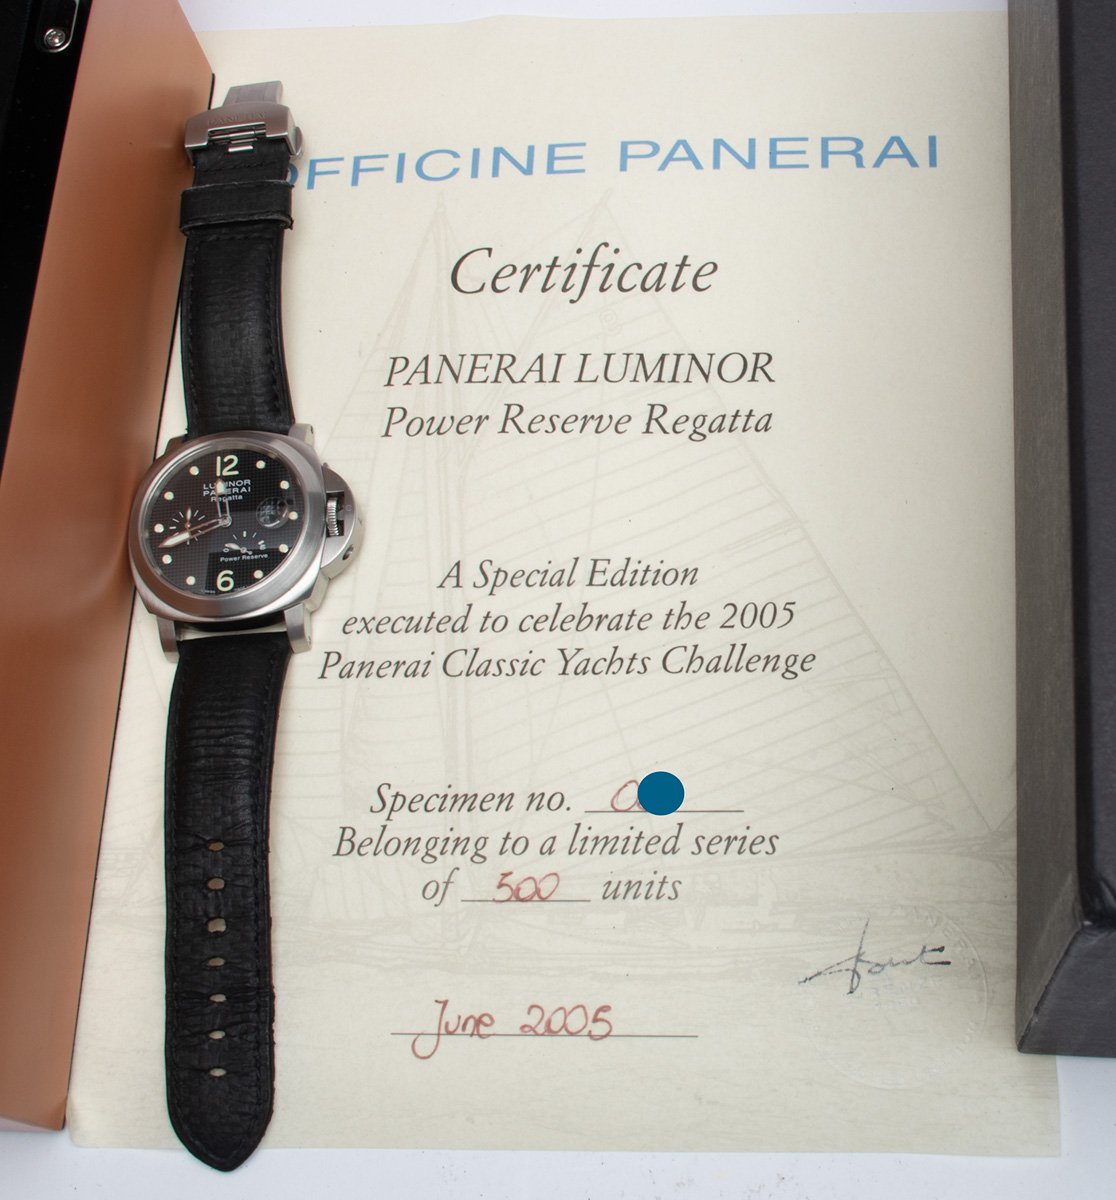 OFFICINE PANERAI
Certificate
PANERAI LUMINOR
Power Reserve Regatta
A Special Edition
executed to celebrate the 2005
Panerai Classic Yachts Challenge
Specimen no.
Belonging to a limited series
of 500 units
June 2005
PANERAI
12
LUMINOR
PANERAI
Regatta
Power Reserve
6